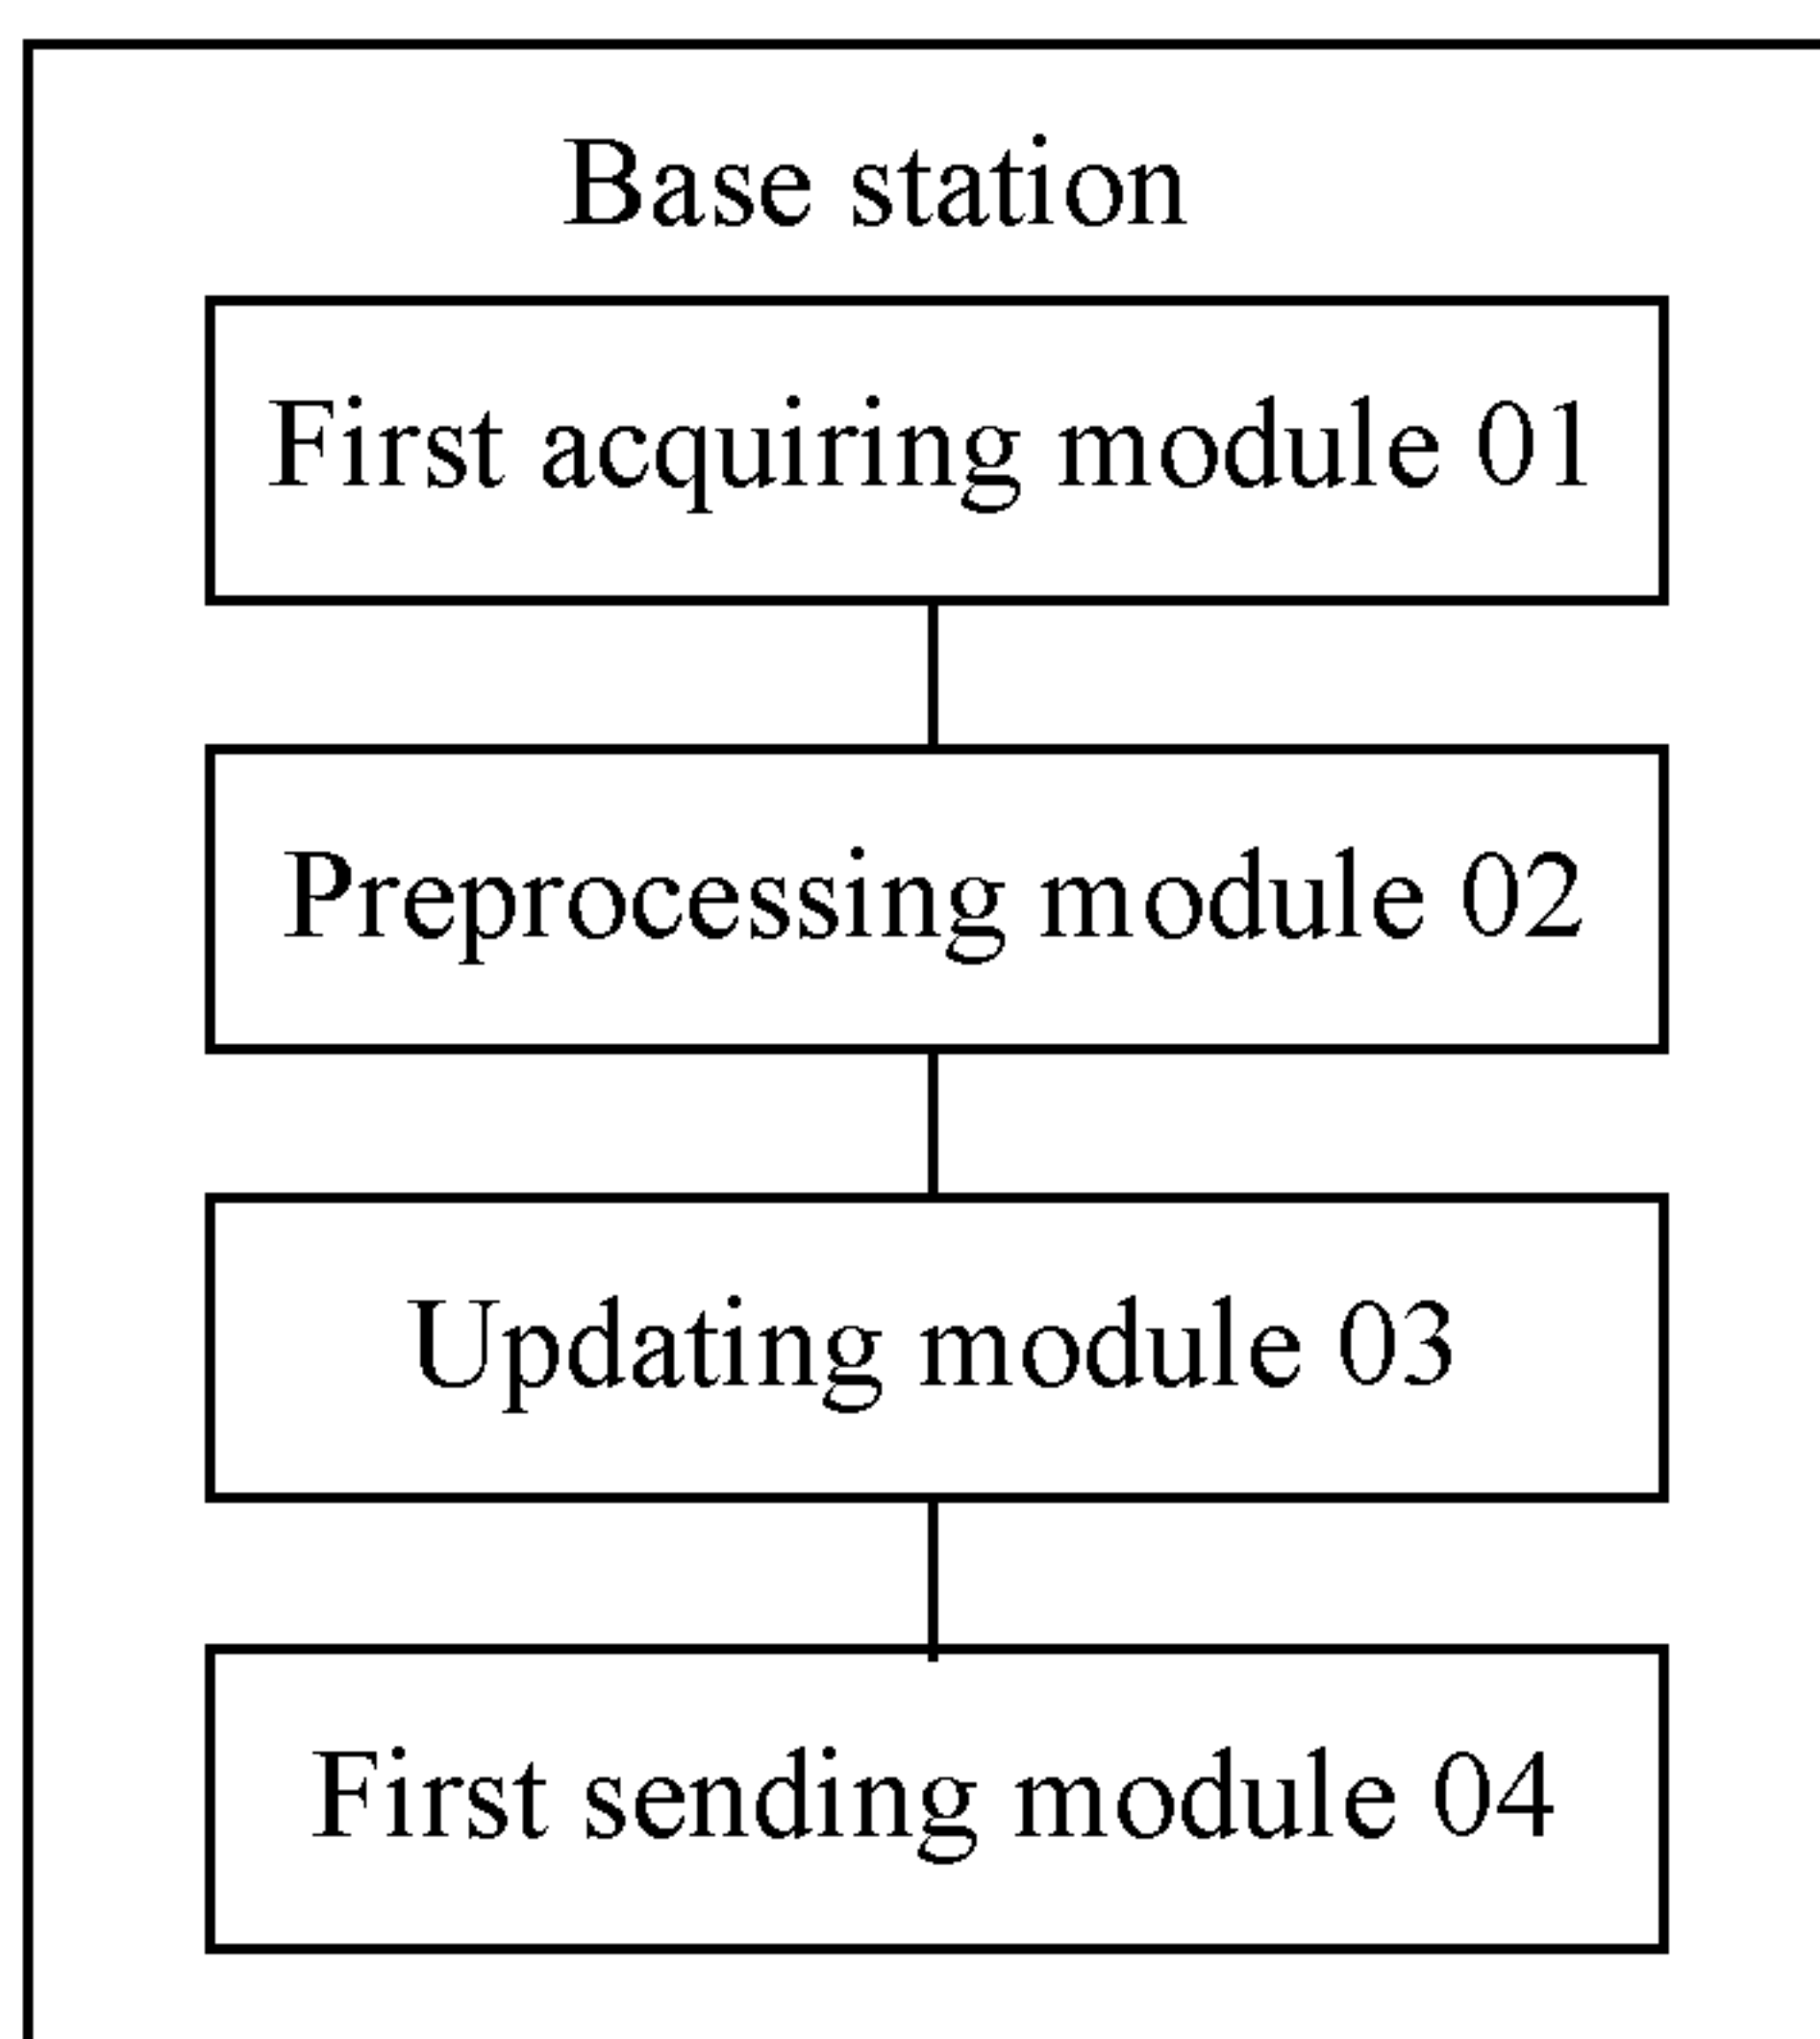 Base station
First acquiring module 01
Preprocessing module 02
Updating module 03
First sending module 04